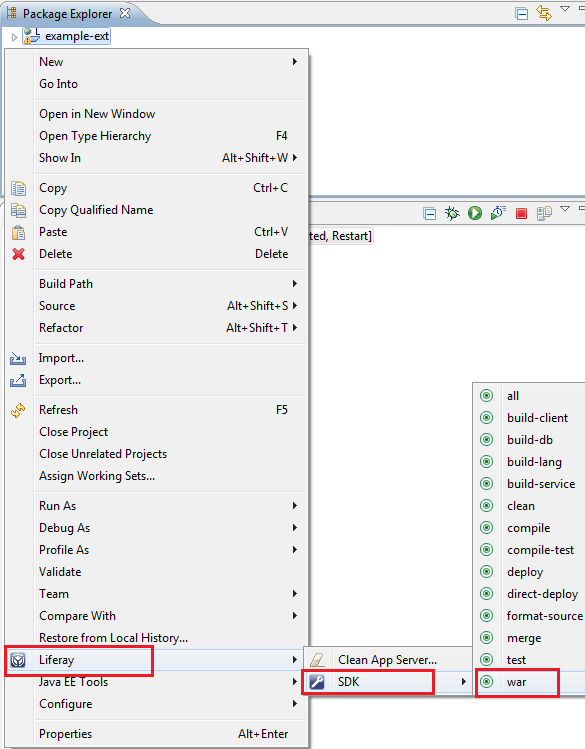 Package Explorer
example-ext
New
Go Into
Open in New Window
Open Type Hierarchy F4
Show In Alt+Shift+W
Copy Ctrl+C
Copy Qualified Name
Paste Ctrl+V
ted, Restart]
Delete Delete
Build Path
Source Alt+Shift+S
Refactor Alt+Shift+T
Import...
Export...
Refresh F5
Close Project
Close Unrelated Projects
Assign Working Sets...
Run As
Debug As
Profile As
Validate
Team
Compare With
Restore from Local History...
Liferay
Java EE Tools
Configure
Properties Alt+Enter
Clean App Server...
SDK
all
build-client
build-db
build-lang
build-service
clean
compile
compile-test
deploy
direct-deploy
format-source
merge
test
war